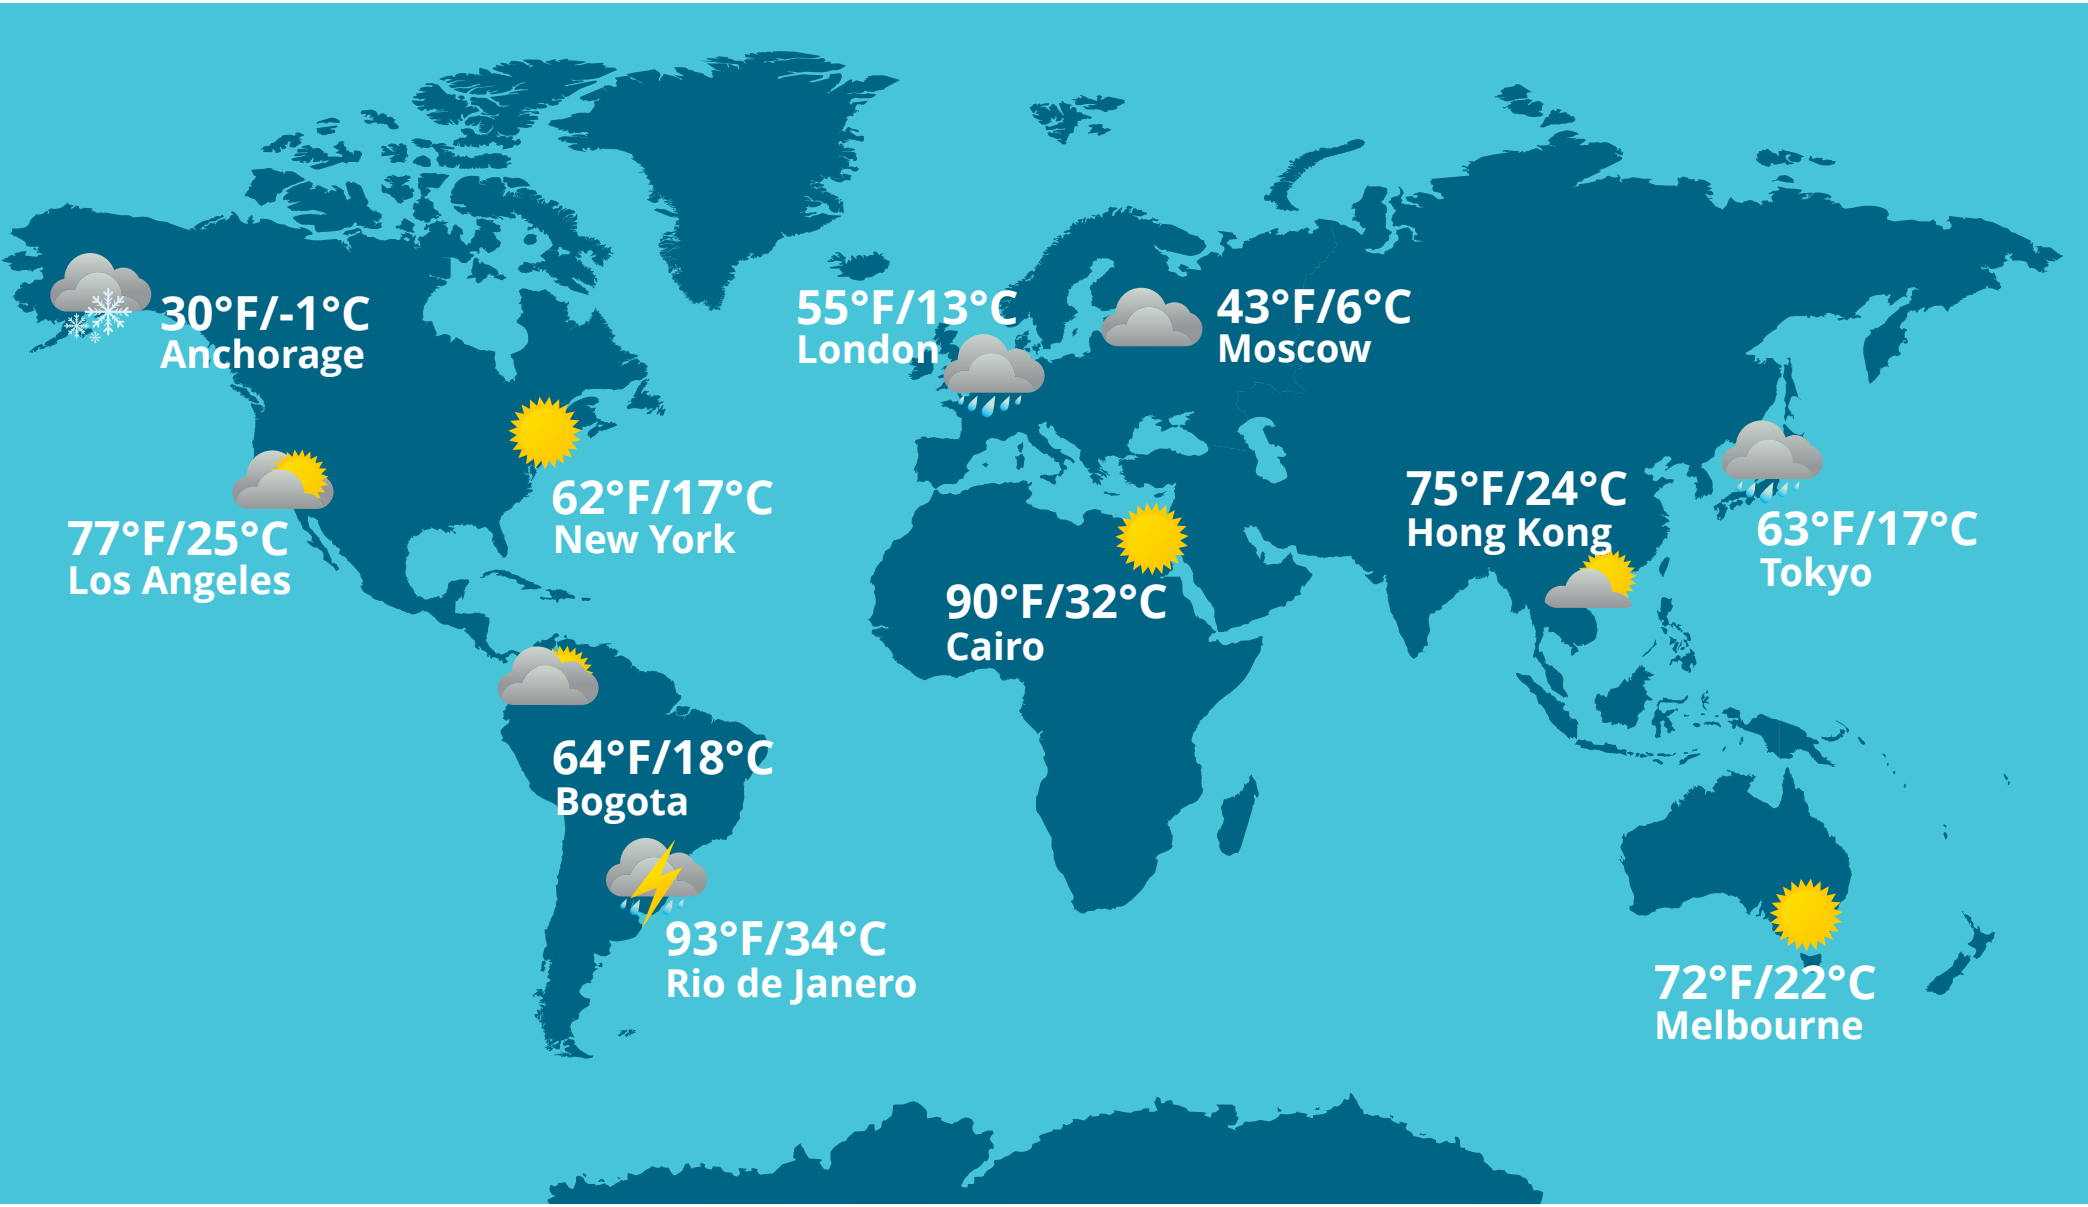 30°F/-1°C
Anchorage
55°F/13°C
London
43°F/6°C
Moscow
77°F/25°C
Los Angeles
62°F/17°C
New York
75°F/24°C
Hong Kong
63°F/17°C
Tokyo
90°F/32°C
Cairo
64°F/18°C
Bogota
93°F/34°C
Rio de Janero
72°F/22°C
Melbourne